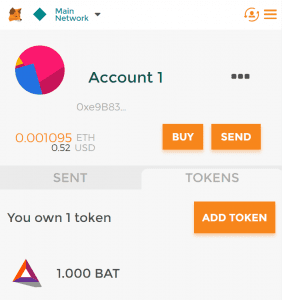 Main
Network
Account 1
0xe9B83...
0.001095 ETH
0.52 USD
BUY
SEND
SENT
TOKENS
You own 1 token
ADD TOKEN
1.000 BAT